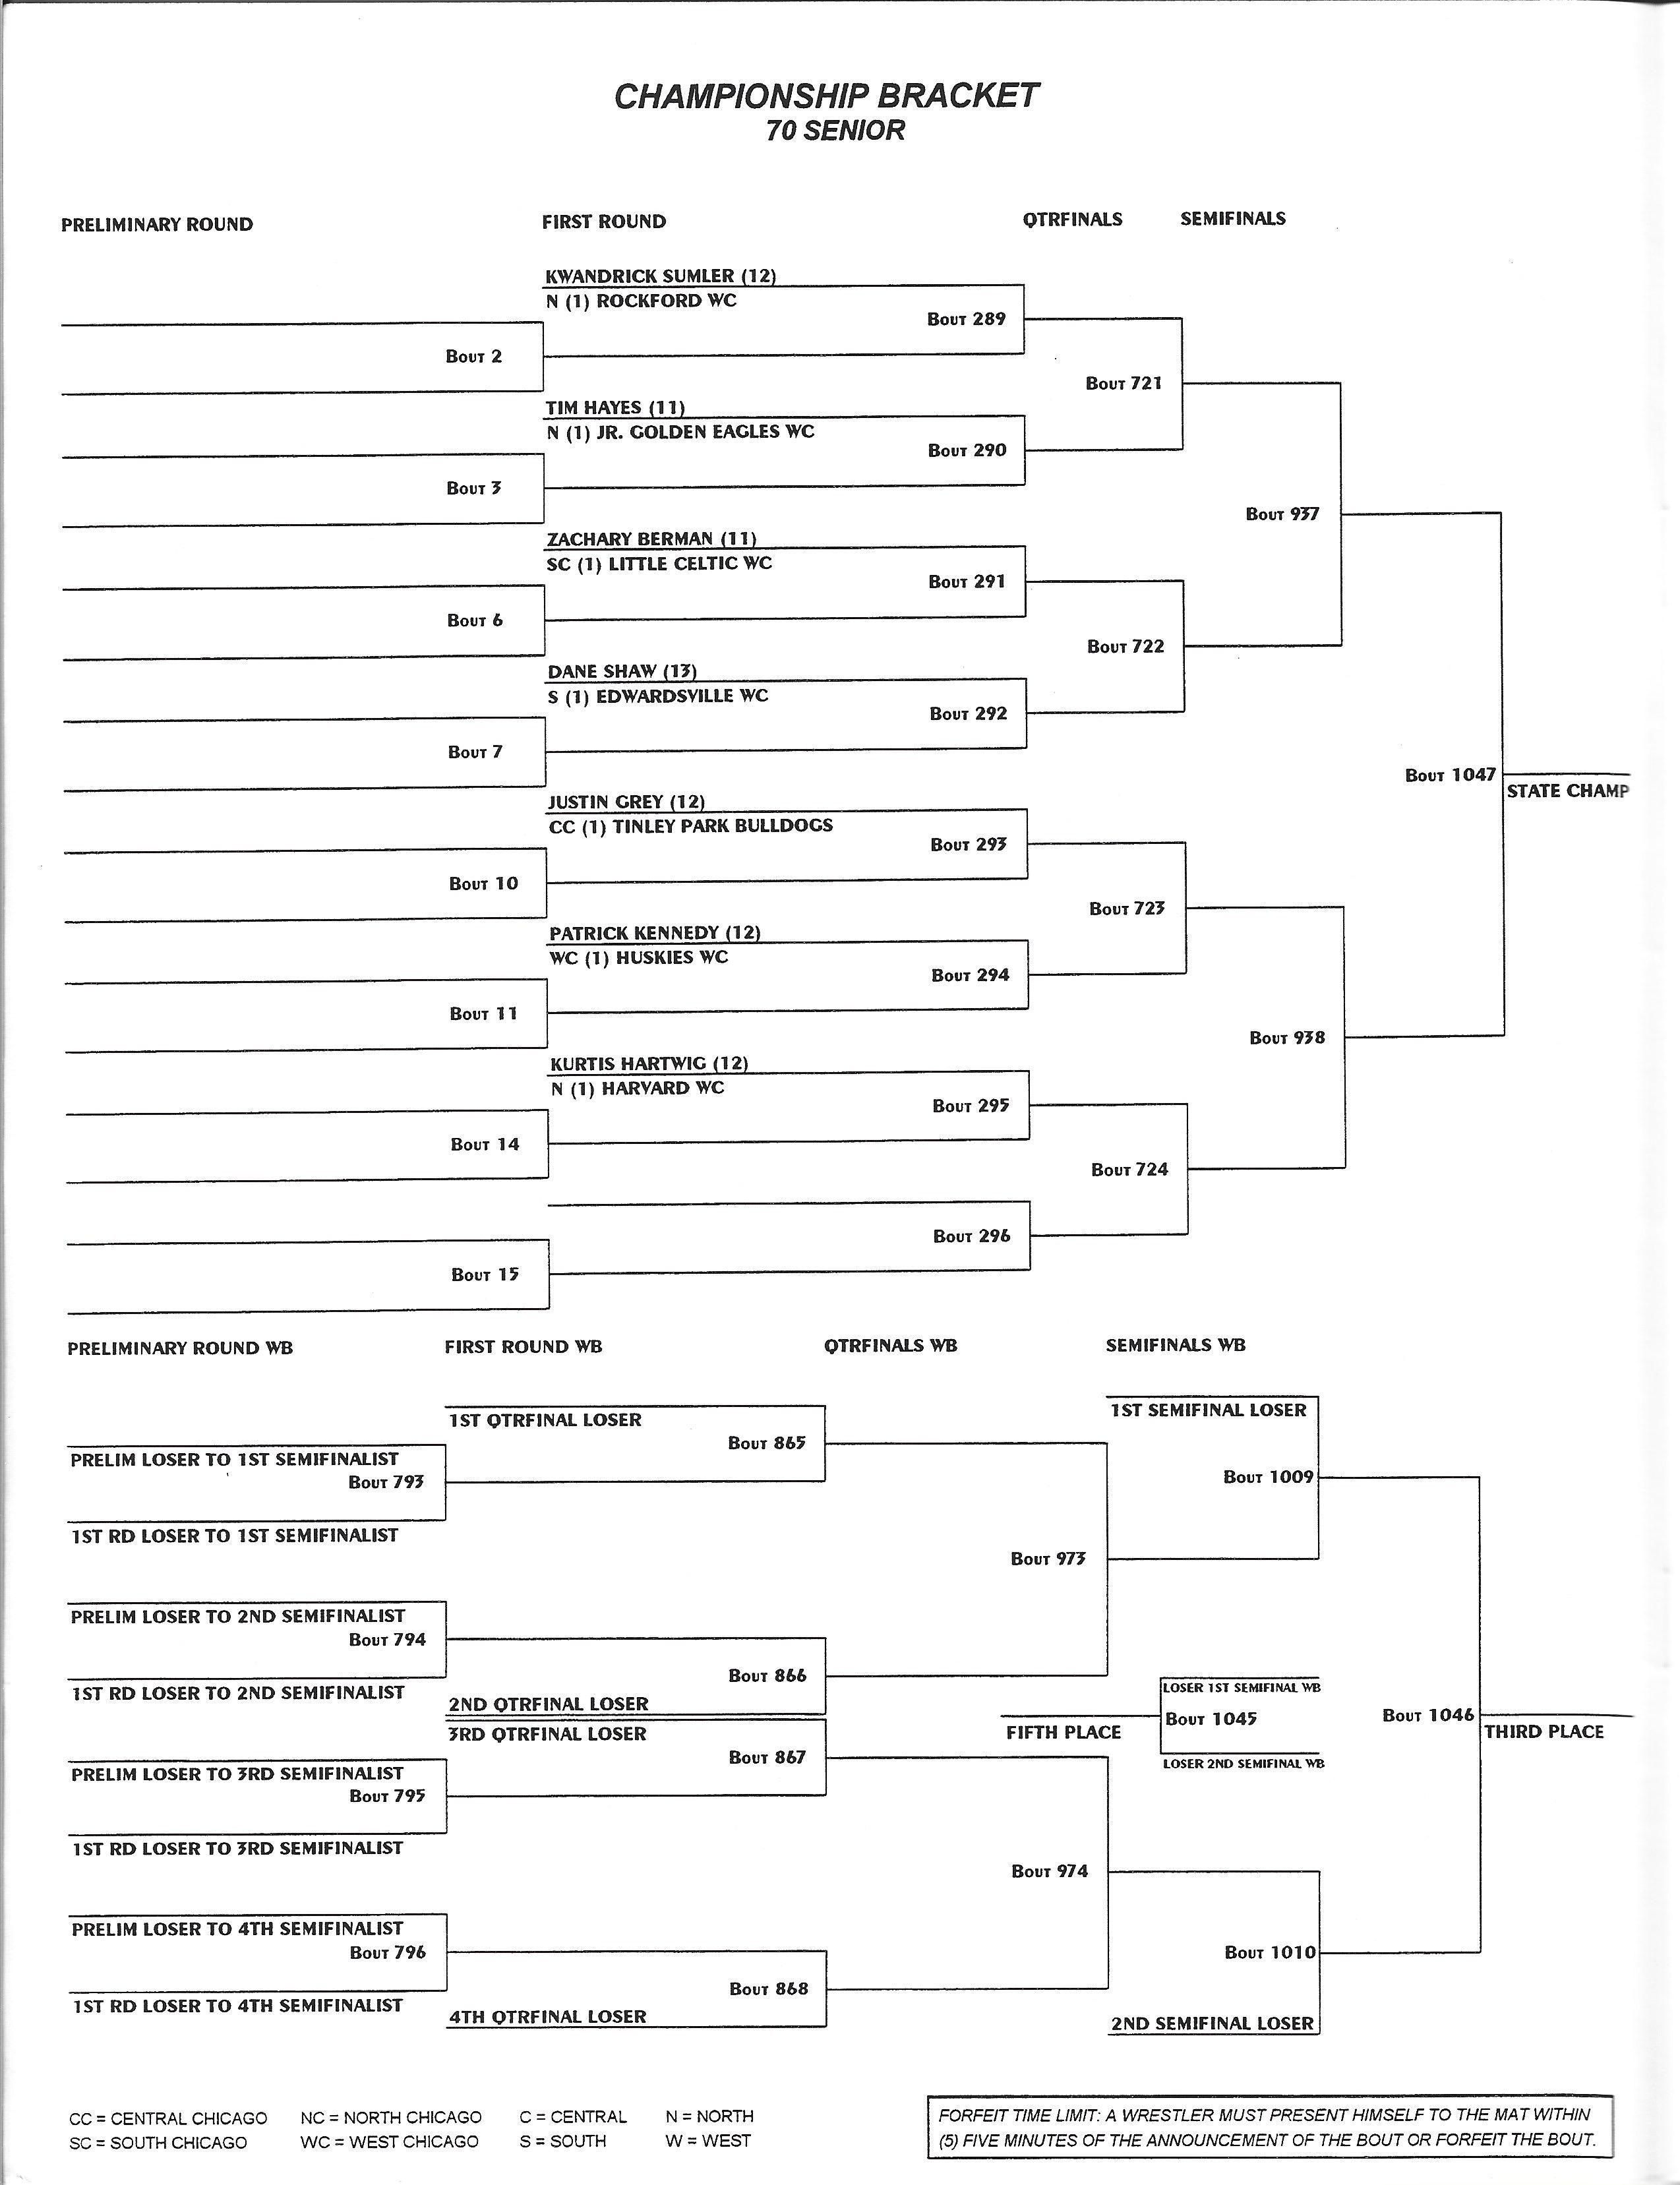 CHAMPIONSHIP BRACKET
70 SENIOR
PRELIMINARY ROUND
FIRST ROUND
QTRFINALS
SEMIFINALS
KWANDRICK SUMLER (12)
N (1) ROCKFORD WC
BOUT 289
BOUT 2
BOUT 721
TIM HAYES (11)
N (1) JR. GOLDEN EAGLES WC
BOUT 290
BOUT 3
BOUT 937
ZACHARY BERMAN (11)
SC (1) LITTLE CELTIC WC
BOUT 291
BOUT 6
BOUT 722
DANE SHAW (13)
S (1) EDWARDSVILLE WC
BOUT 292
BOUT 7
BOUT 1047
STATE CHAMP
JUSTIN GREY (12)
CC (1) TINLEY PARK BULLDOGS
BOUT 293
BOUT 10
BOUT 723
PATRICK KENNEDY (12)
WC (1) HUSKIES WC
BOUT 294
BOUT 11
BOUT 938
KURTIS HARTWIG (12)
N (1) HARVARD WC
BOUT 295
BOUT 14
BOUT 724
BOUT 296
BOUT 15
PRELIMINARY ROUND WB
FIRST ROUND WB
QTRFINALS WB
SEMIFINALS WB
1ST SEMIFINAL LOSER
1ST QTRFINAL LOSER
BOUT 865
PRELIM LOSER TO 1ST SEMIFINALIST
BOUT 793
BOUT 1009
1ST RD LOSER TO 1ST SEMIFINALIST
BOUT 973
PRELIM LOSER TO 2ND SEMIFINALIST
BOUT 794
BOUT 866
1ST RD LOSER TO 2ND SEMIFINALIST
LOSER 1ST SEMIFINAL WB
2ND QTRFINAL LOSER
BOUT 1045
BOUT 1046
3RD QTRFINAL LOSER
FIFTH PLACE
THIRD PLACE
BOUT 867
LOSER 2ND SEMIFINAL WB
PRELIM LOSER TO 3RD SEMIFINALIST
BOUT 795
1ST RD LOSER TO 3RD SEMIFINALIST
BOUT 974
PRELIM LOSER TO 4TH SEMIFINALIST
BOUT 796
BOUT 1010
BOUT 868
1ST RD LOSER TO 4TH SEMIFINALIST
4TH QTRFINAL LOSER
2ND SEMIFINAL LOSER
CC = CENTRAL CHICAGO NC = NORTH CHICAGO C = CENTRAL N = NORTH
SC = SOUTH CHICAGO WC = WEST CHICAGO S = SOUTH W = WEST
FORFEIT TIME LIMIT: A WRESTLER MUST PRESENT HIMSELF TO THE MAT WITHIN
(5) FIVE MINUTES OF THE ANNOUNCEMENT OF THE BOUT OR FORFEIT THE BOUT.